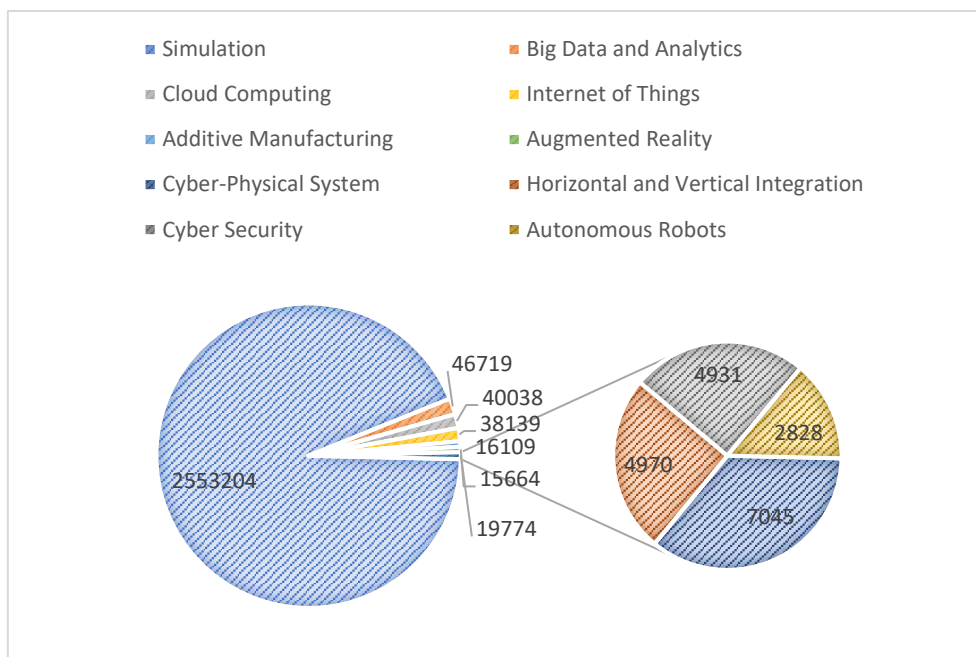 Simulation
Big Data and Analytics
Cloud Computing
Internet of Things
Additive Manufacturing
Augmented Reality
Cyber-Physical System
Horizontal and Vertical Integration
Cyber Security
Autonomous Robots
46719
40038
38139
16109
15664
19774
2553204
4931
2828
4970
7045